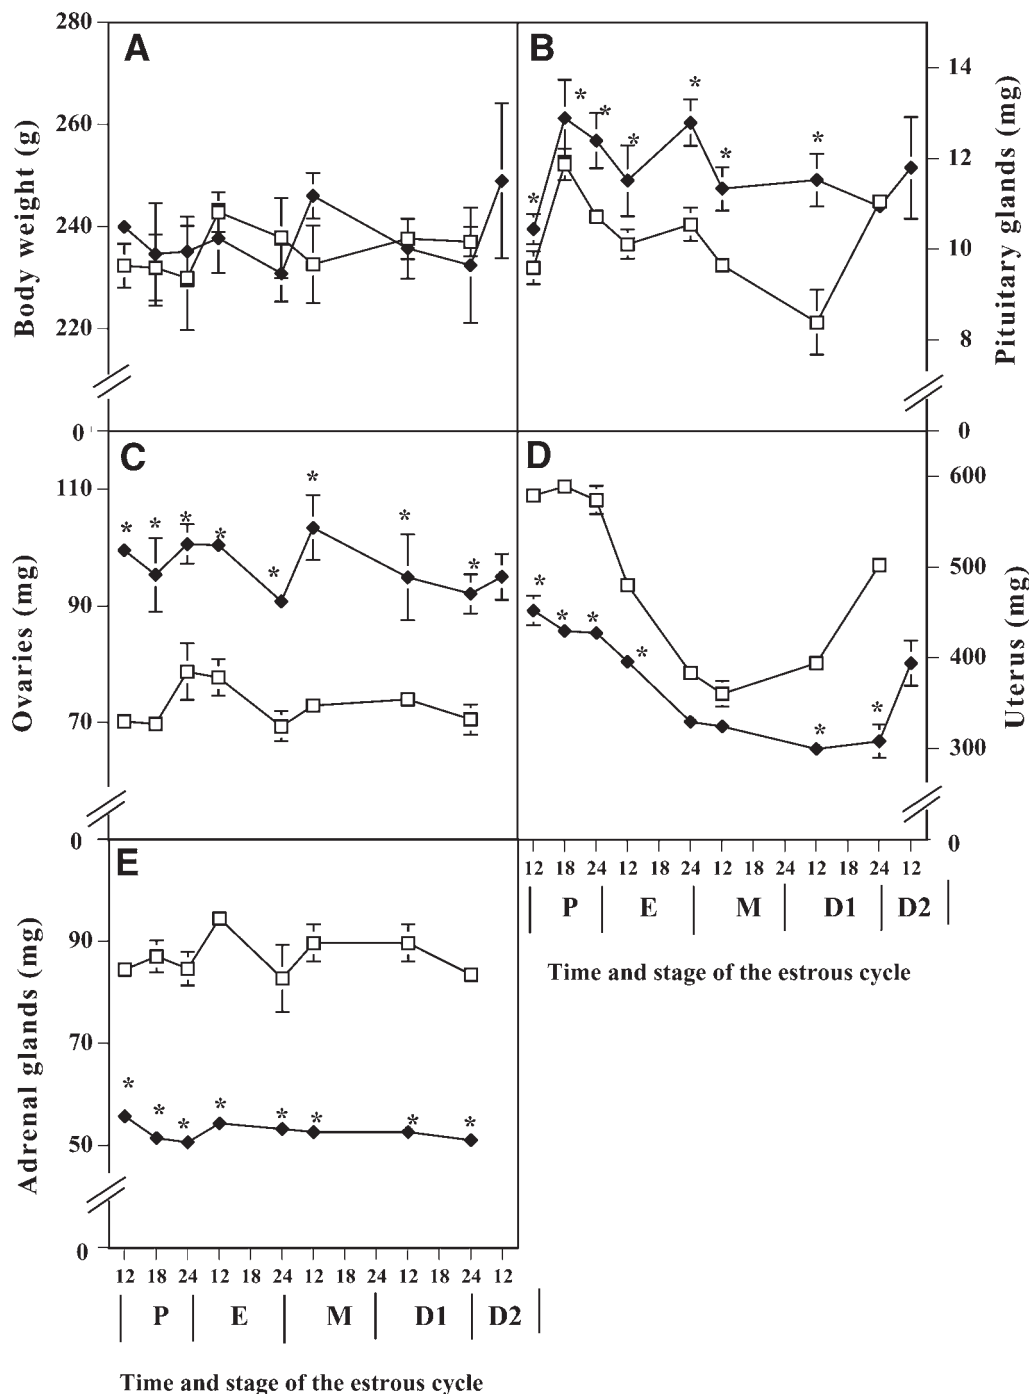 A
B
280
260
240
220
0
Body weight (g)
14
12
10
8
0
Pituitary glands (mg)
* * * * * * *
C
D
110
90
70
0
Ovaries (mg)
* * * * * * * *
600
500
400
300
0
Uterus (mg)
* * * * * *
12 18 24 12 18 24 12 18 24 12 18 24 12
P E M D1 D2
Time and stage of the estrous cycle
E
90
70
50
0
Adrenal glands (mg)
* * * * * * * *
12 18 24 12 18 24 12 18 24 12 18 24 12
P E M D1 D2
Time and stage of the estrous cycle